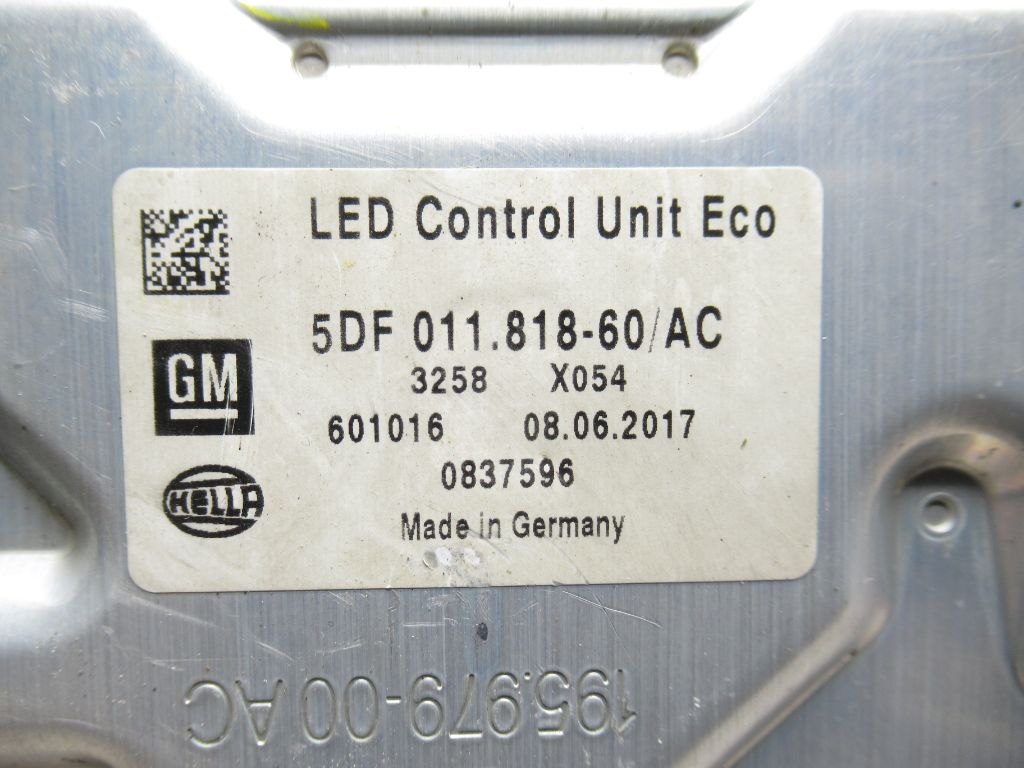 LED Control Unit Eco
5DF 011.818-60/AC
GM
3258 X054
601016 08.06.2017
0837596
HELLA
Made in Germany
195.979-00 AC